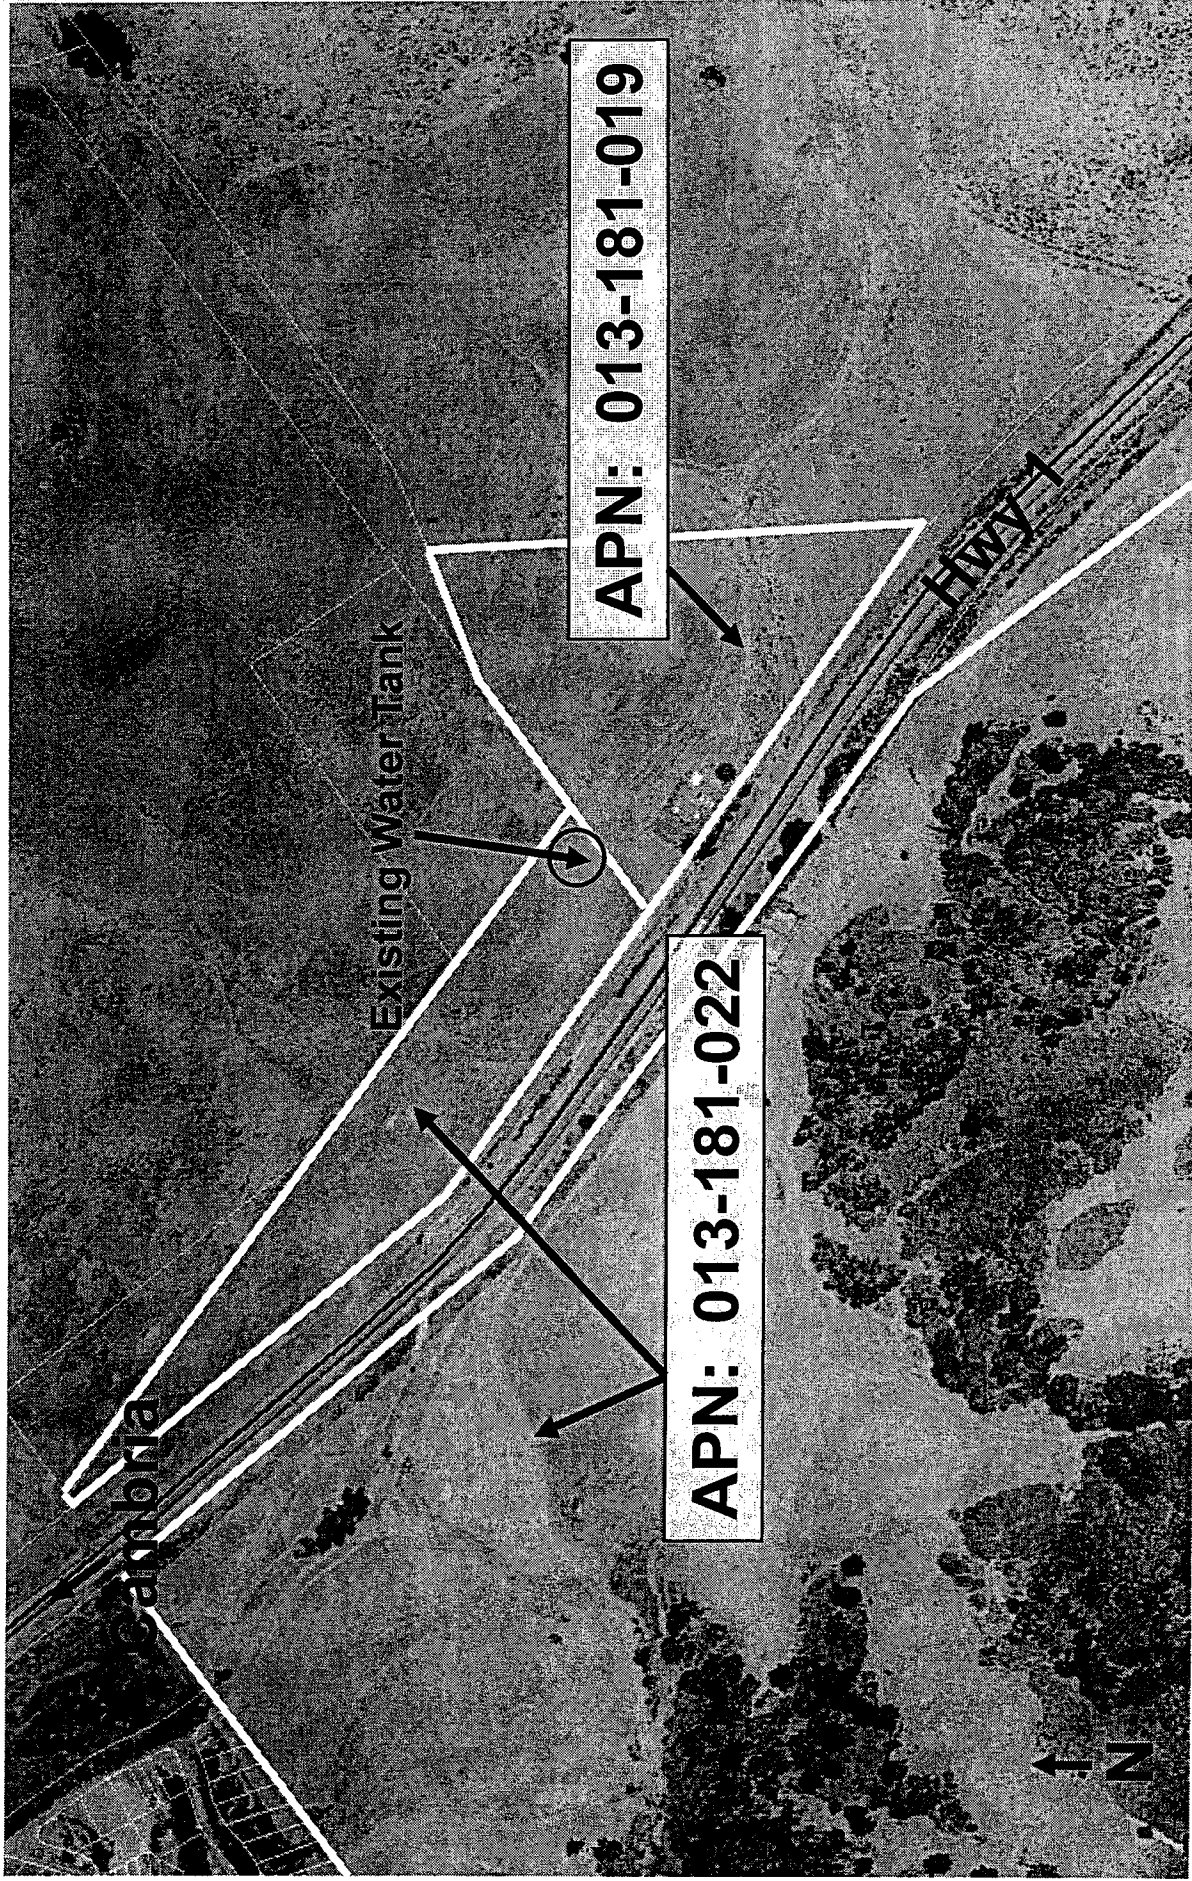 Cambria
Existing Water Tank
APN: 013-181-019
APN: 013-181-022
Hwy 1
N